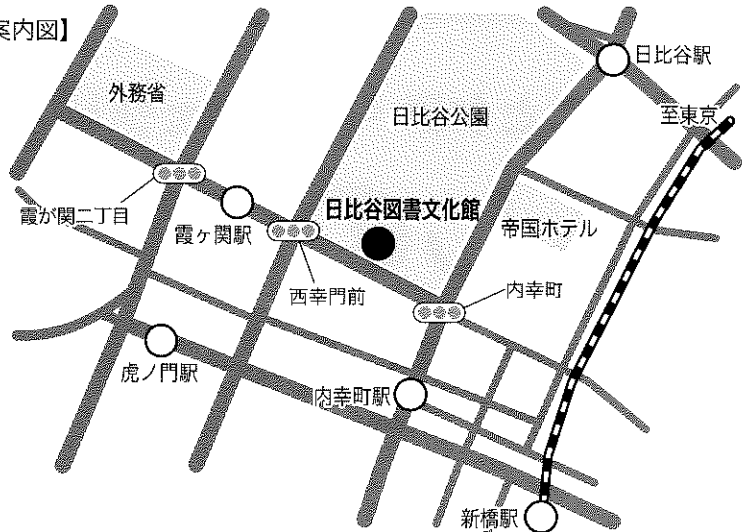 案内図】
日比谷駅
外務省
日比谷公園
至東京
霞が関二丁目
霞ヶ関駅
日比谷図書文化館
帝国ホテル
西幸門前
内幸町
虎ノ門駅
内幸町駅
新橋駅